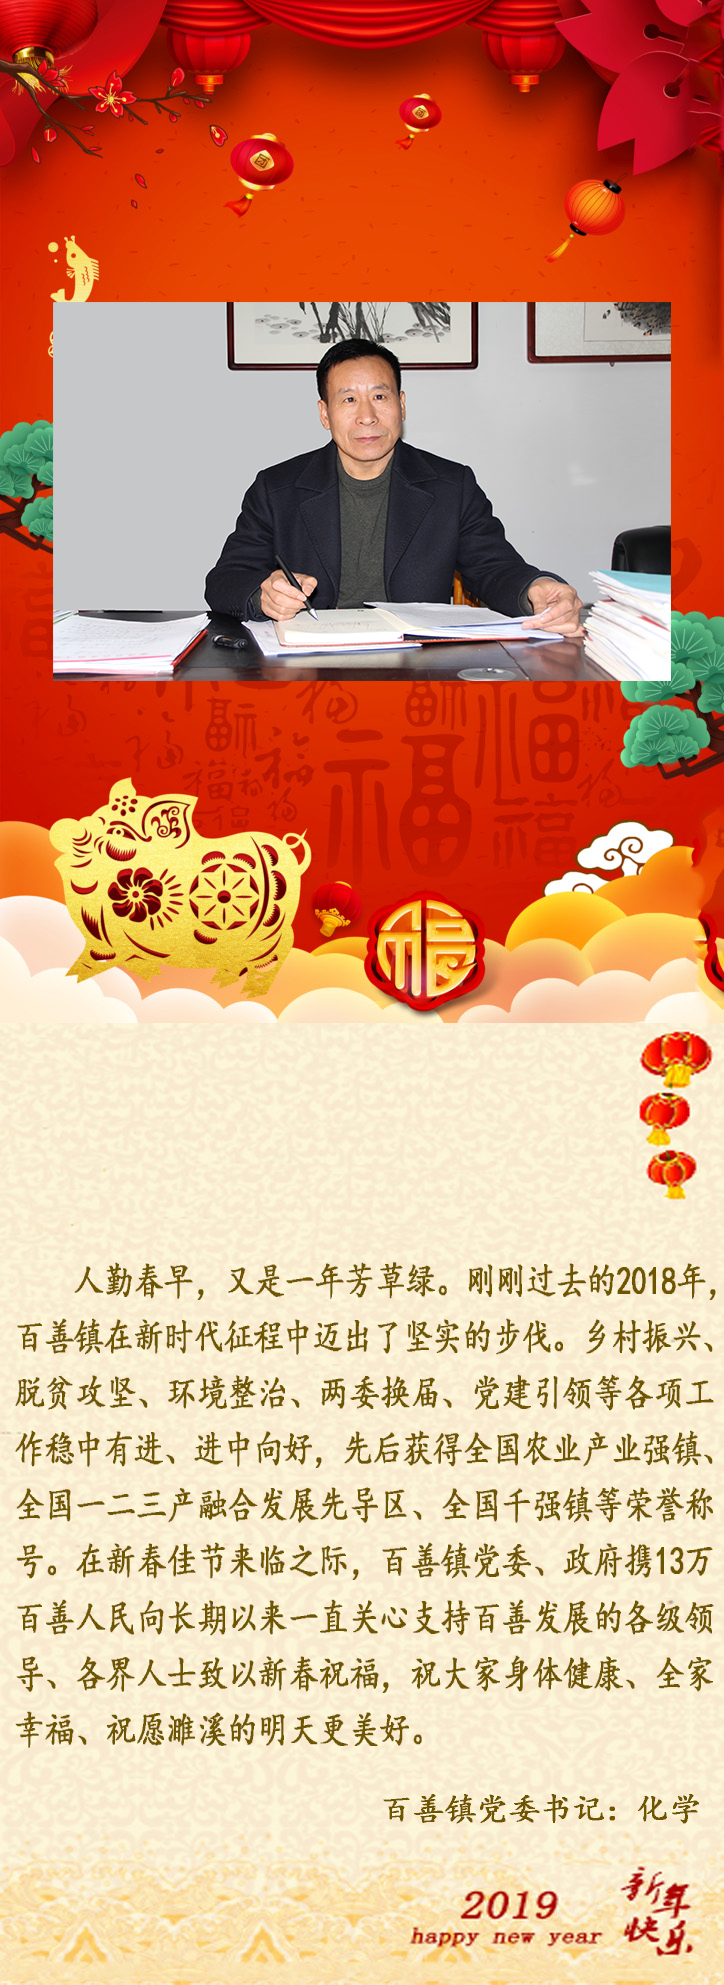 福
人勤春早，又是一年芳草绿。刚刚过去的2018年，
百善镇在新时代征程中迈出了坚实的步伐。乡村振兴、
脱贫攻坚、环境整治、两委换届、党建引领等各项工
作稳中有进、进中向好，先后获得全国农业产业强镇、
全国一二三产融合发展先导区、全国千强镇等荣誉称
号。在新春佳节来临之际，百善镇党委、政府携13万
百善人民向长期以来一直关心支持百善发展的各级领
导、各界人士致以新春祝福，祝大家身体健康、全家
幸福、祝愿濉溪的明天更美好。
百善镇党委书记：化学
2019
happy new year
新年
快乐